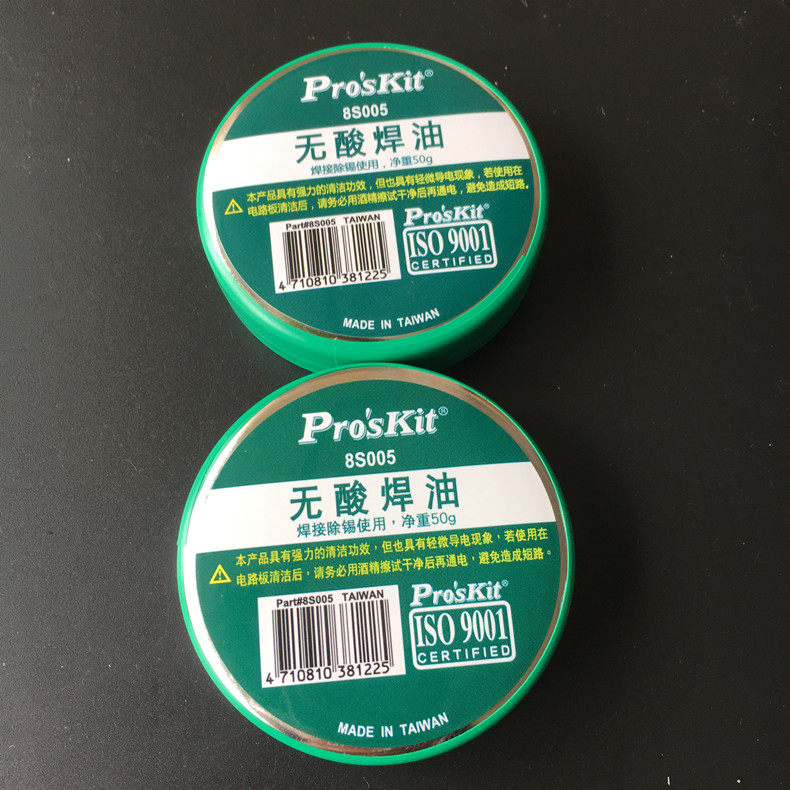 Pro'sKit®
8S005
无酸焊油
焊接除锡使用，净重50g
本产品具有强力的清洁功效，但也具有轻微导电现象，若使用在
电路板清洁后，请务必用酒精擦试干净后再通电，避免造成短路。
Part#8S005 TAIWAN
4 710810 381225
Pro'sKit®
ISO 9001
CERTIFIED
MADE IN TAIWAN
Pro'sKit®
8S005
无酸焊油
焊接除锡使用，净重50g
本产品具有强力的清洁功效，但也具有轻微导电现象，若使用在
电路板清洁后，请务必用酒精擦试干净后再通电，避免造成短路。
Part#8S005 TAIWAN
4 710810 381225
Pro'sKit®
ISO 9001
CERTIFIED
MADE IN TAIWAN